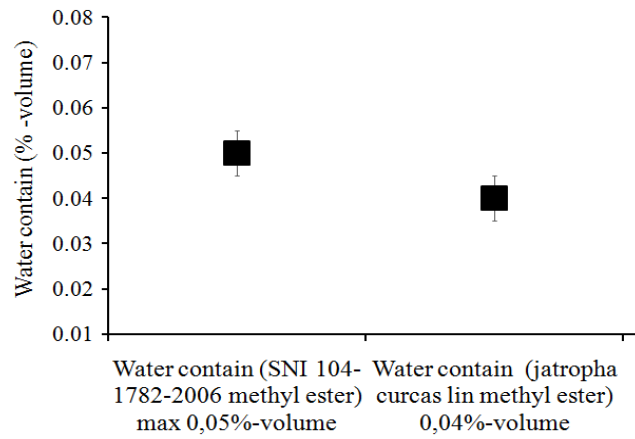 0.08
0.07
0.06
0.05
0.04
0.03
0.02
0.01
Water contain (% -volume)
Water contain (SNI 104-
1782-2006 methyl ester)
max 0,05%-volume
Water contain (jatropha
curcas lin methyl ester)
0,04%-volume